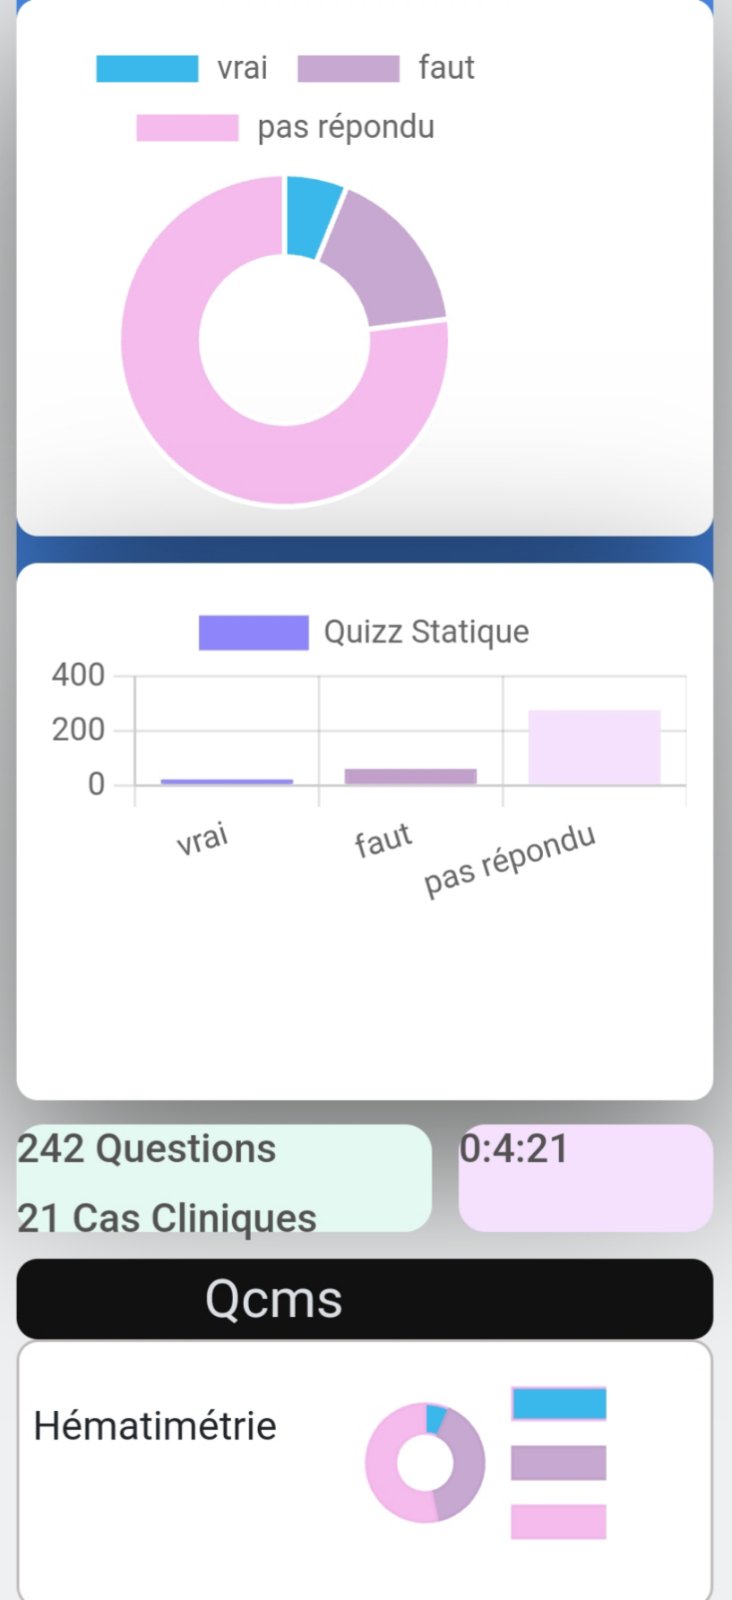 vrai faut
pas répondu
Quizz Statique
400
200
0
vrai faut pas répondu
242 Questions
21 Cas Cliniques
0:4:21
Qcms
Hématimétrie